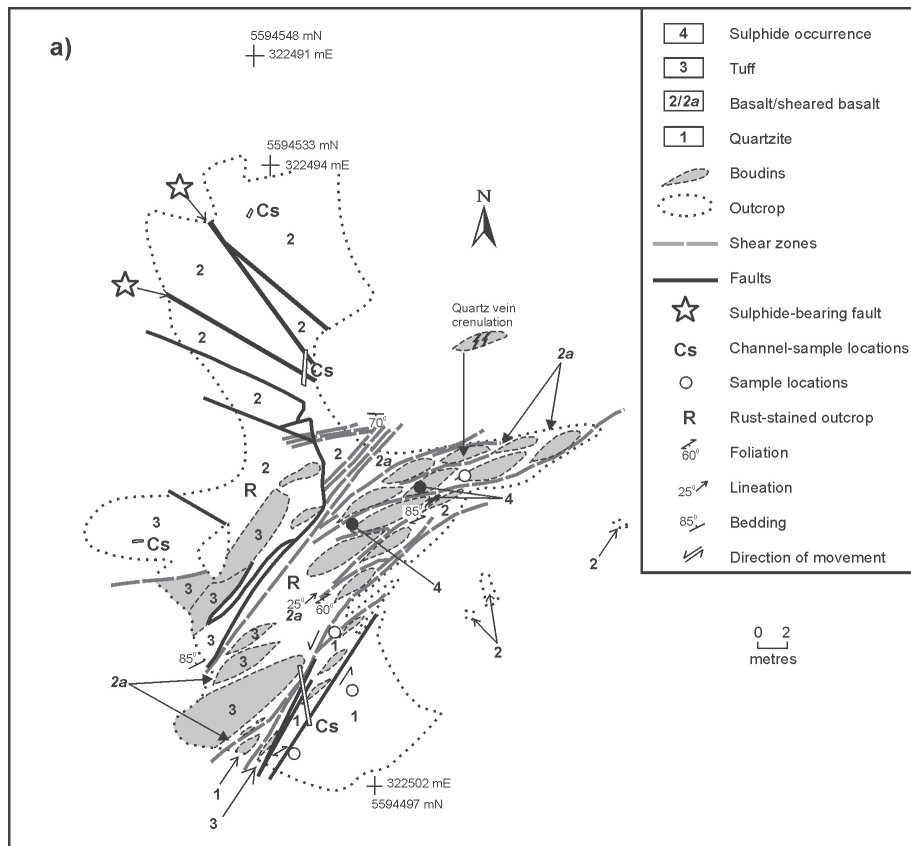 a)
5594548 mN
322491 mE
5594533 mN
322494 mE
Cs
2
2
N
2
2
Quartz vein
crenulation
Cs
2a
2
70°
2
2
2a
R
3
4
3
85°
2
Cs
2
R
4
3
3
25°
60°
2a
3
3
1
85°
3
2a
2
3
1
1
Cs
1
322502 mE
5594497 mN
3
4 Sulphide occurrence
3 Tuff
2/2a Basalt/sheared basalt
1 Quartzite
Boudins
Outcrop
Shear zones
Faults
Sulphide-bearing fault
Cs Channel-sample locations
Sample locations
R Rust-stained outcrop
60° Foliation
25° Lineation
85° Bedding
Direction of movement
0 2
metres